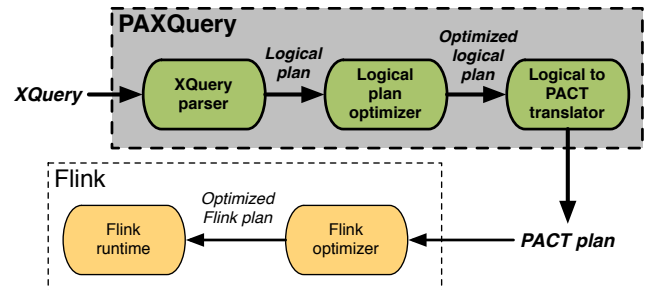 PAXQuery
Logical
plan
Optimized
logical
plan
XQuery
XQuery
parser
Logical
plan
optimizer
Logical to
PACT
translator
Flink
Optimized
Flink plan
Flink
runtime
Flink
optimizer
PACT plan